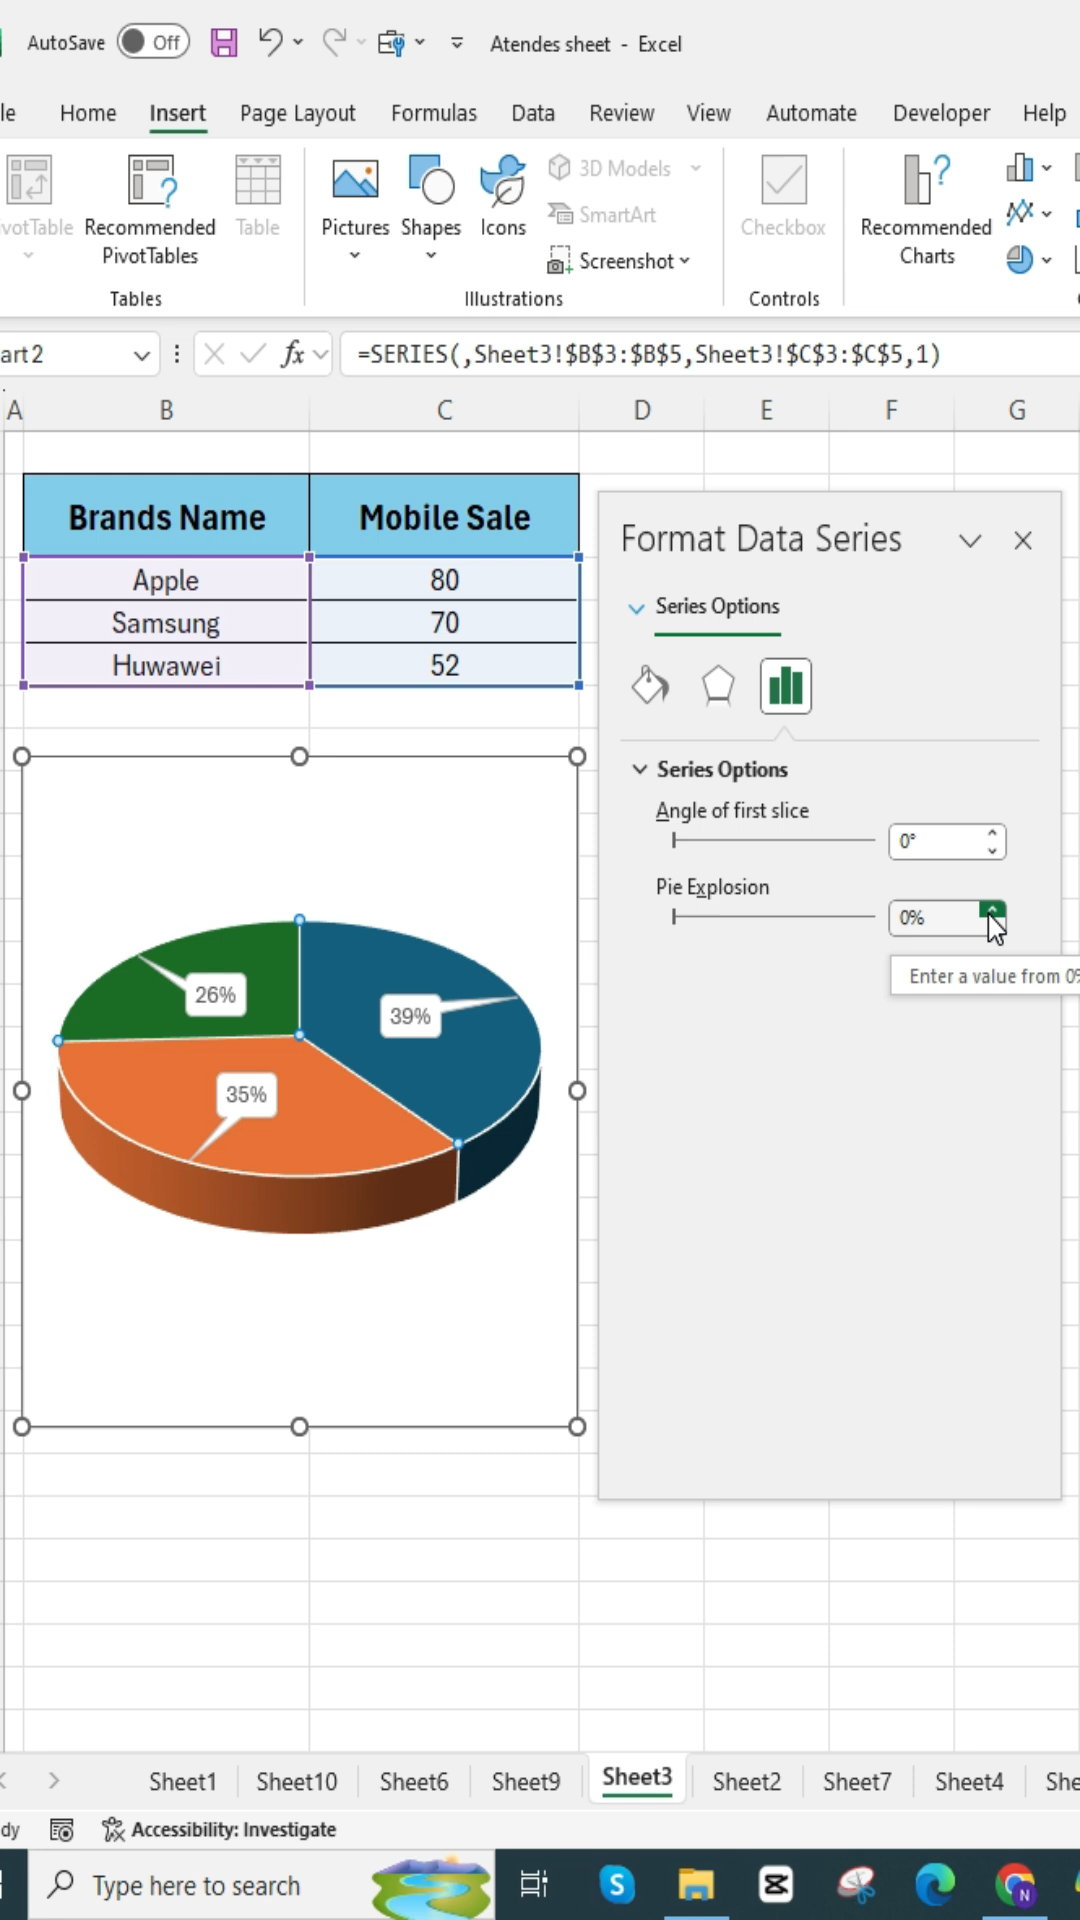 AutoSave Off Atendes sheet - Excel
le Home Insert Page Layout Formulas Data Review View Automate Developer Help
votTable Recommended PivotTables Table
Tables
Pictures Shapes Icons 3D Models SmartArt Screenshot
Illustrations
Checkbox
Controls
Recommended Charts
art 2 fx =SERIES(,Sheet3!$B$3:$B$5,Sheet3!$C$3:$C$5,1)
A B C D E F G
Brands Name Mobile Sale
Apple 80
Samsung 70
Huwawei 52
Format Data Series
Series Options
Series Options
Angle of first slice
0°
Pie Explosion
0%
Enter a value from 0%
26%
39%
35%
Sheet1 Sheet10 Sheet6 Sheet9 Sheet3 Sheet2 Sheet7 Sheet4 She
dy Accessibility: Investigate
Type here to search
S
N